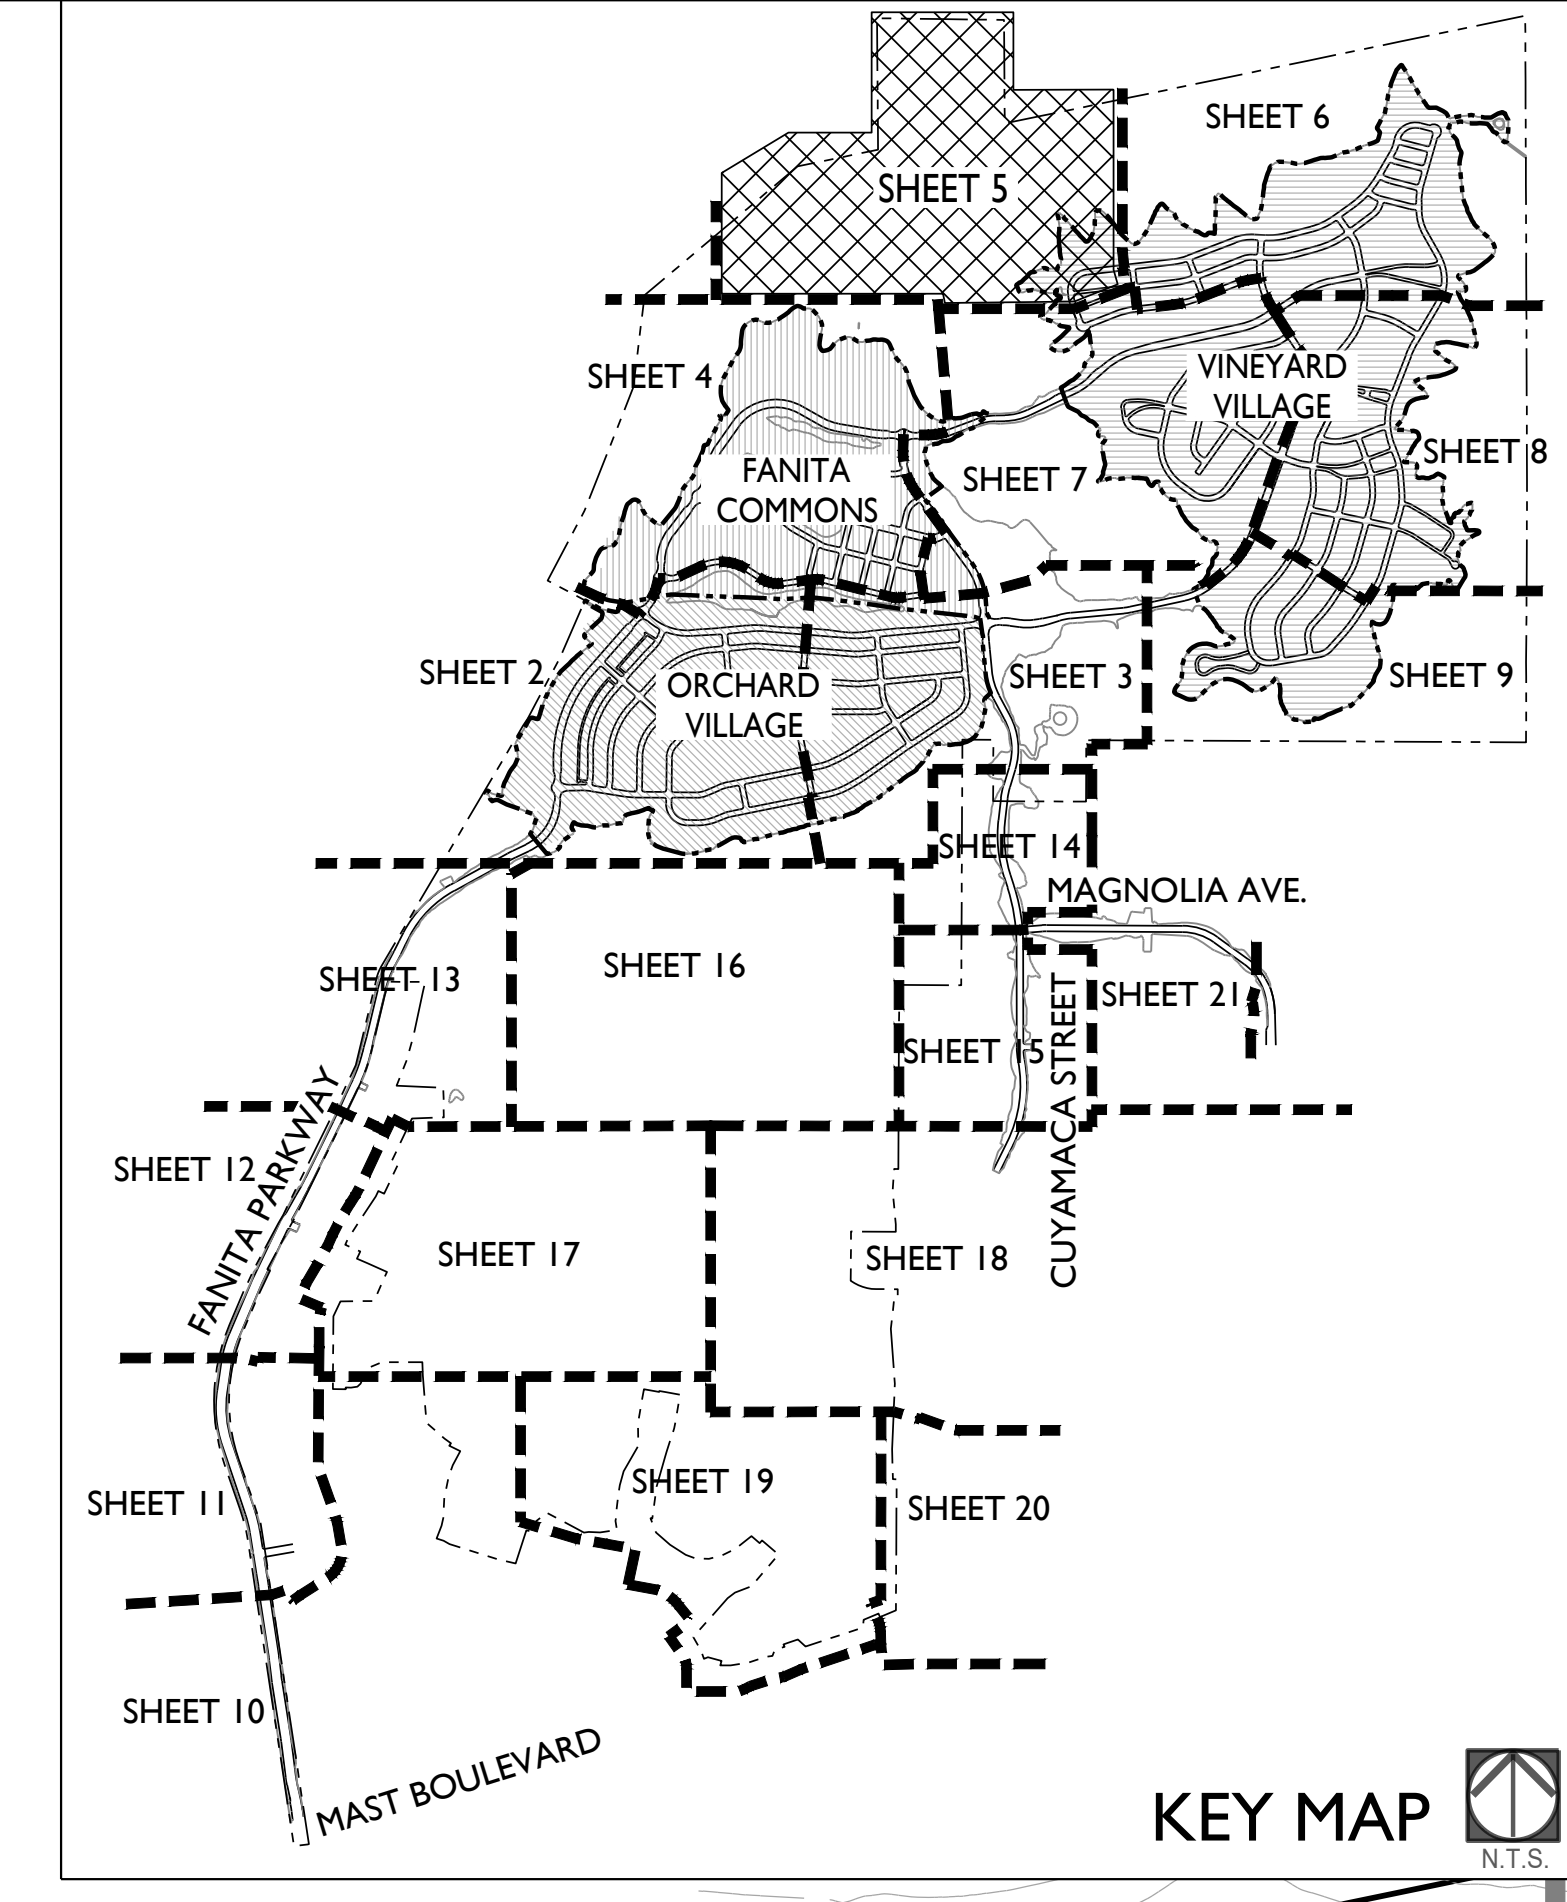 SHEET 6
SHEET 5
SHEET 4
VINEYARD
VILLAGE
SHEET 8
FANITA
COMMONS
SHEET 7
SHEET 2
ORCHARD
VILLAGE
SHEET 3
SHEET 9
SHEET 14
MAGNOLIA AVE.
SHEET 13
SHEET 16
SHEET 21
SHEET 15
CUYAMACA STREET
SHEET 12
FANITA PARKWAY
SHEET 17
SHEET 18
SHEET 11
SHEET 19
SHEET 20
SHEET 10
MAST BOULEVARD
KEY MAP
N.T.S.